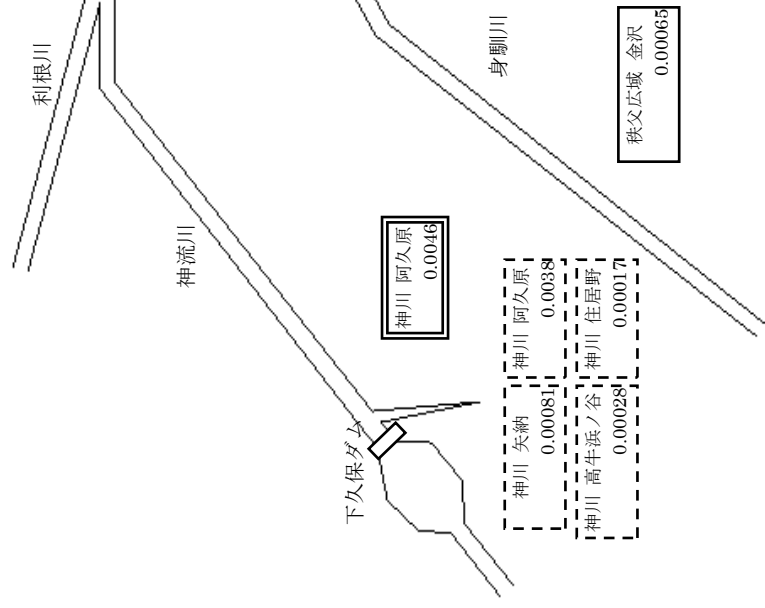 利根川
神流川
身馴川
秩父広域 金沢
0.00065
神川 阿久原
0.0046
神川 阿久原
0.0038
神川 住居野
0.00017
下久保ダム
神川 矢納
0.00081
神川 高牛浜ノ谷
0.00028